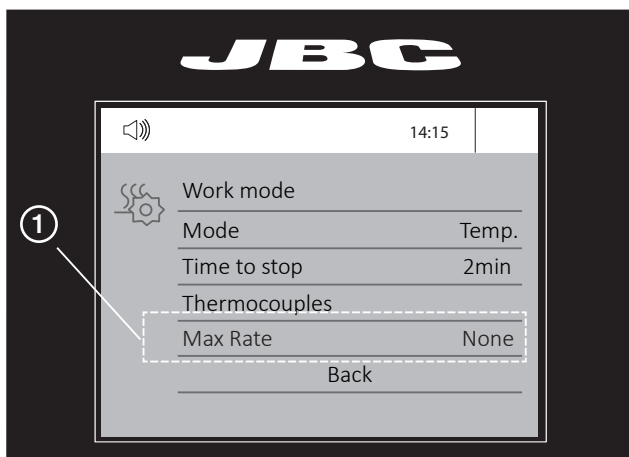 JBC
14:15
Work mode
1
Mode Temp.
Time to stop 2min
Thermocouples
Max Rate None
Back